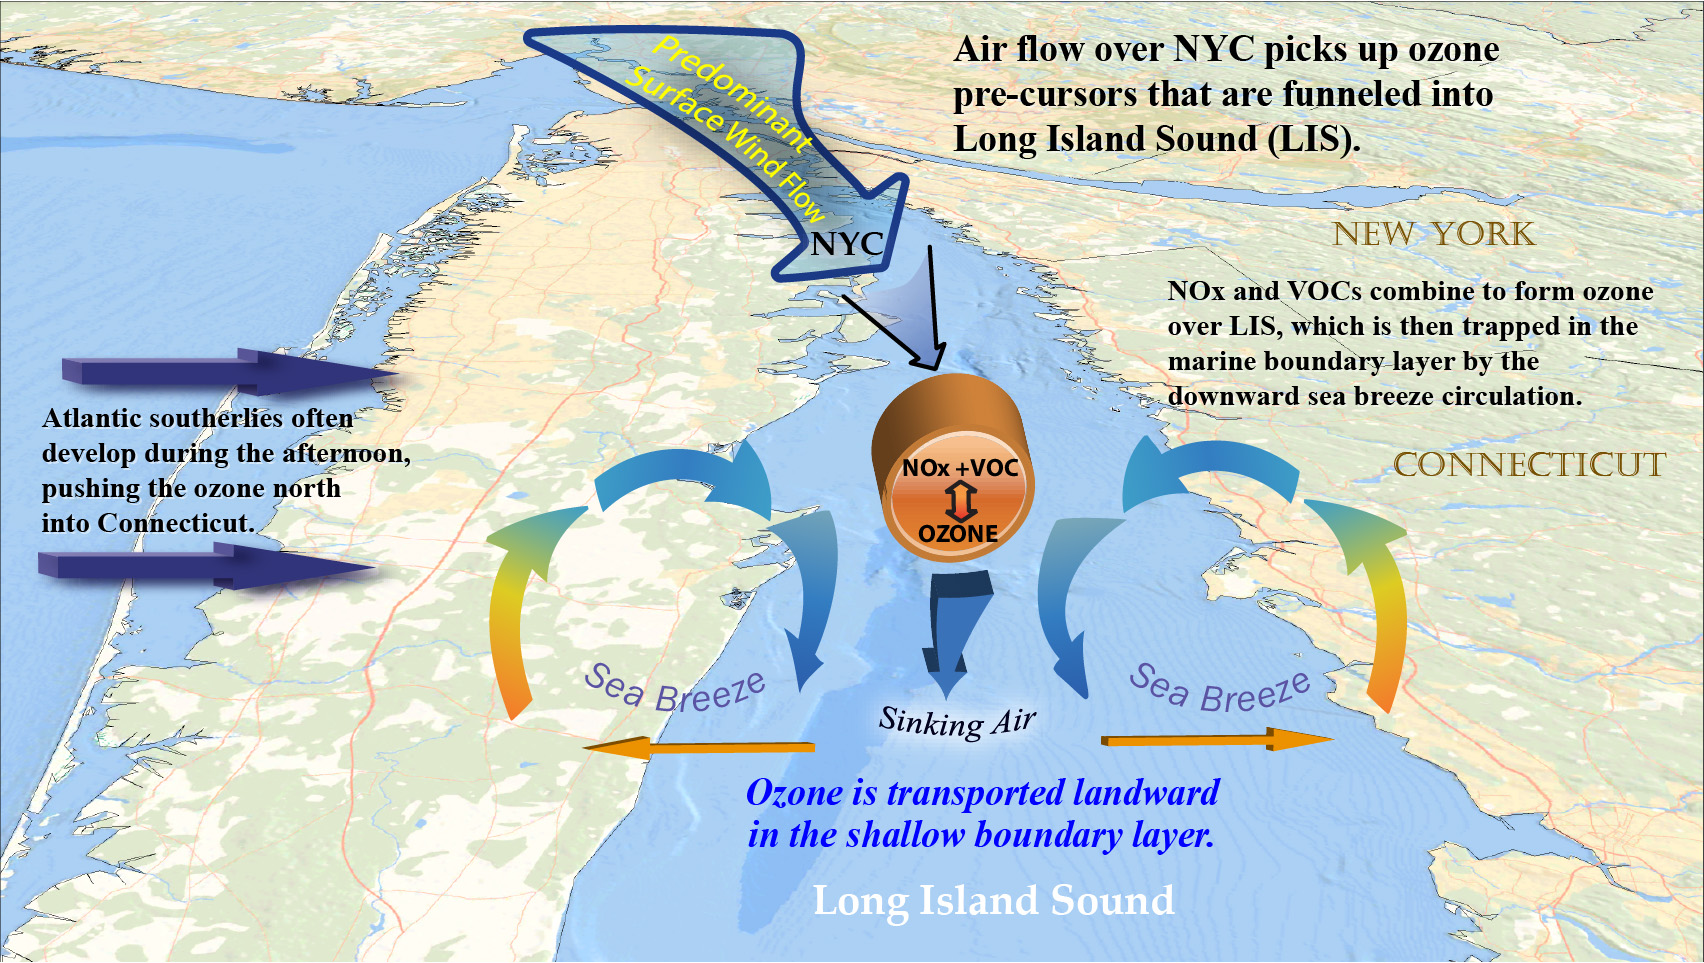 Air flow over NYC picks up ozone
pre-cursors that are funneled into
Long Island Sound (LIS).
Predominant
Surface Wind Flow
NYC
NEW YORK
NOx and VOCs combine to form ozone
over LIS, which is then trapped in the
marine boundary layer by the
downward sea breeze circulation.
CONNECTICUT
Atlantic southerlies often
develop during the afternoon,
pushing the ozone north
into Connecticut.
NOx +VOC
OZONE
Sea Breeze
Sea Breeze
Sinking Air
Ozone is transported landward
in the shallow boundary layer.
Long Island Sound